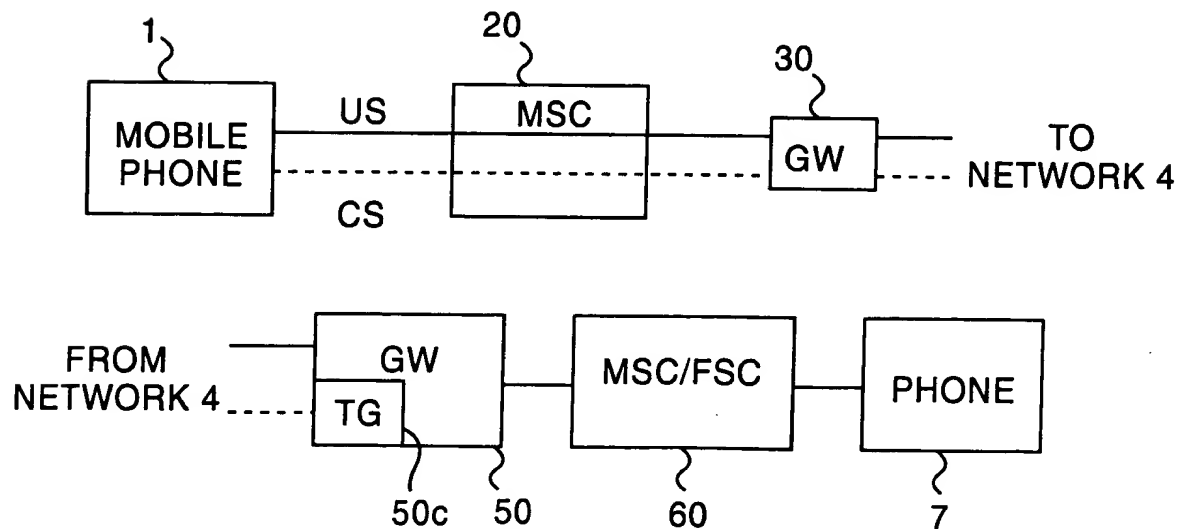 1
20
30
MOBILE
PHONE
US
CS
MSC
GW
TO
NETWORK 4
FROM
NETWORK 4
GW
TG
MSC/FSC
PHONE
50c
50
60
7